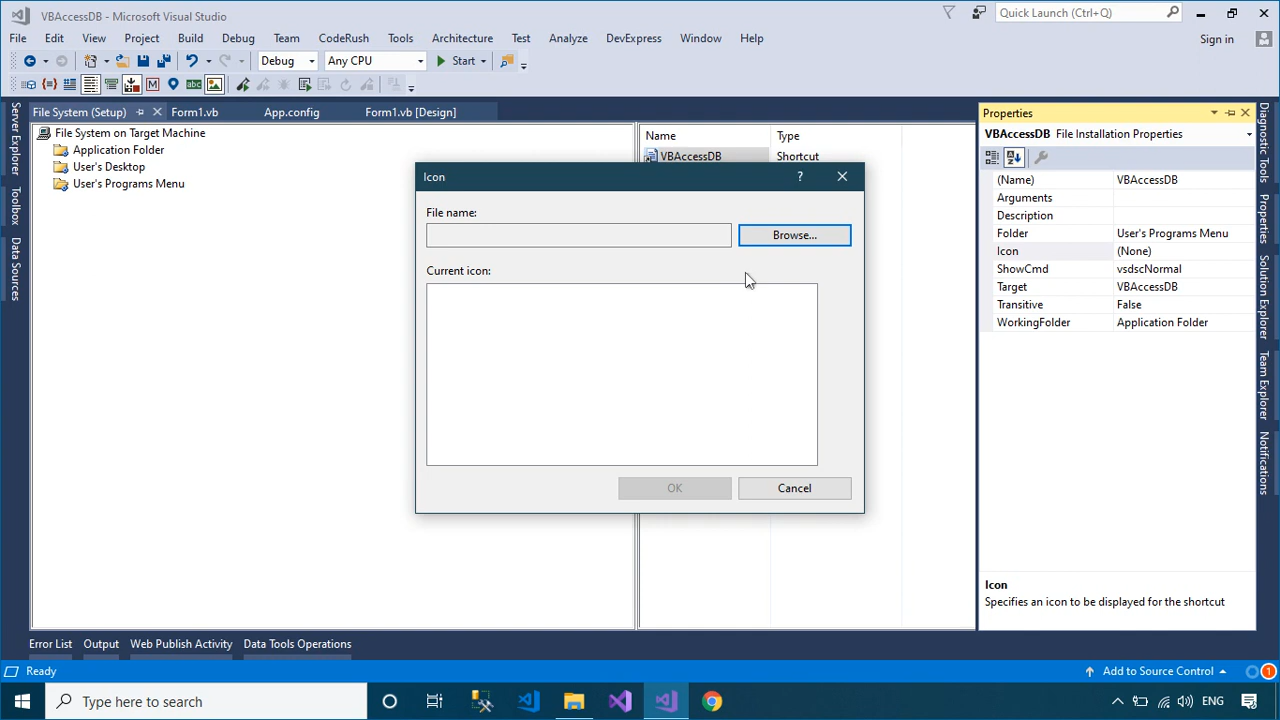 VBAccessDB - Microsoft Visual Studio
Quick Launch (Ctrl+Q)
File Edit View Project Build Debug Team CodeRush Tools Architecture Test Analyze DevExpress Window Help
Sign in
Debug Any CPU Start
File System (Setup) Form1.vb App.config Form1.vb [Design]
File System on Target Machine
Application Folder
User's Desktop
User's Programs Menu
Name Type
VBAccessDB Shortcut
Icon ?
File name:
Browse...
Current icon:
OK Cancel
Properties
VBAccessDB File Installation Properties
(Name) VBAccessDB
Arguments
Description
Folder User's Programs Menu
Icon (None)
ShowCmd vsdscNormal
Target VBAccessDB
Transitive False
WorkingFolder Application Folder
Icon
Specifies an icon to be displayed for the shortcut
Server Explorer
Toolbox
Data Sources
Diagnostic Tools
Properties
Solution Explorer
Team Explorer
Notifications
Error List Output Web Publish Activity Data Tools Operations
Ready
Add to Source Control
1
Type here to search
ENG